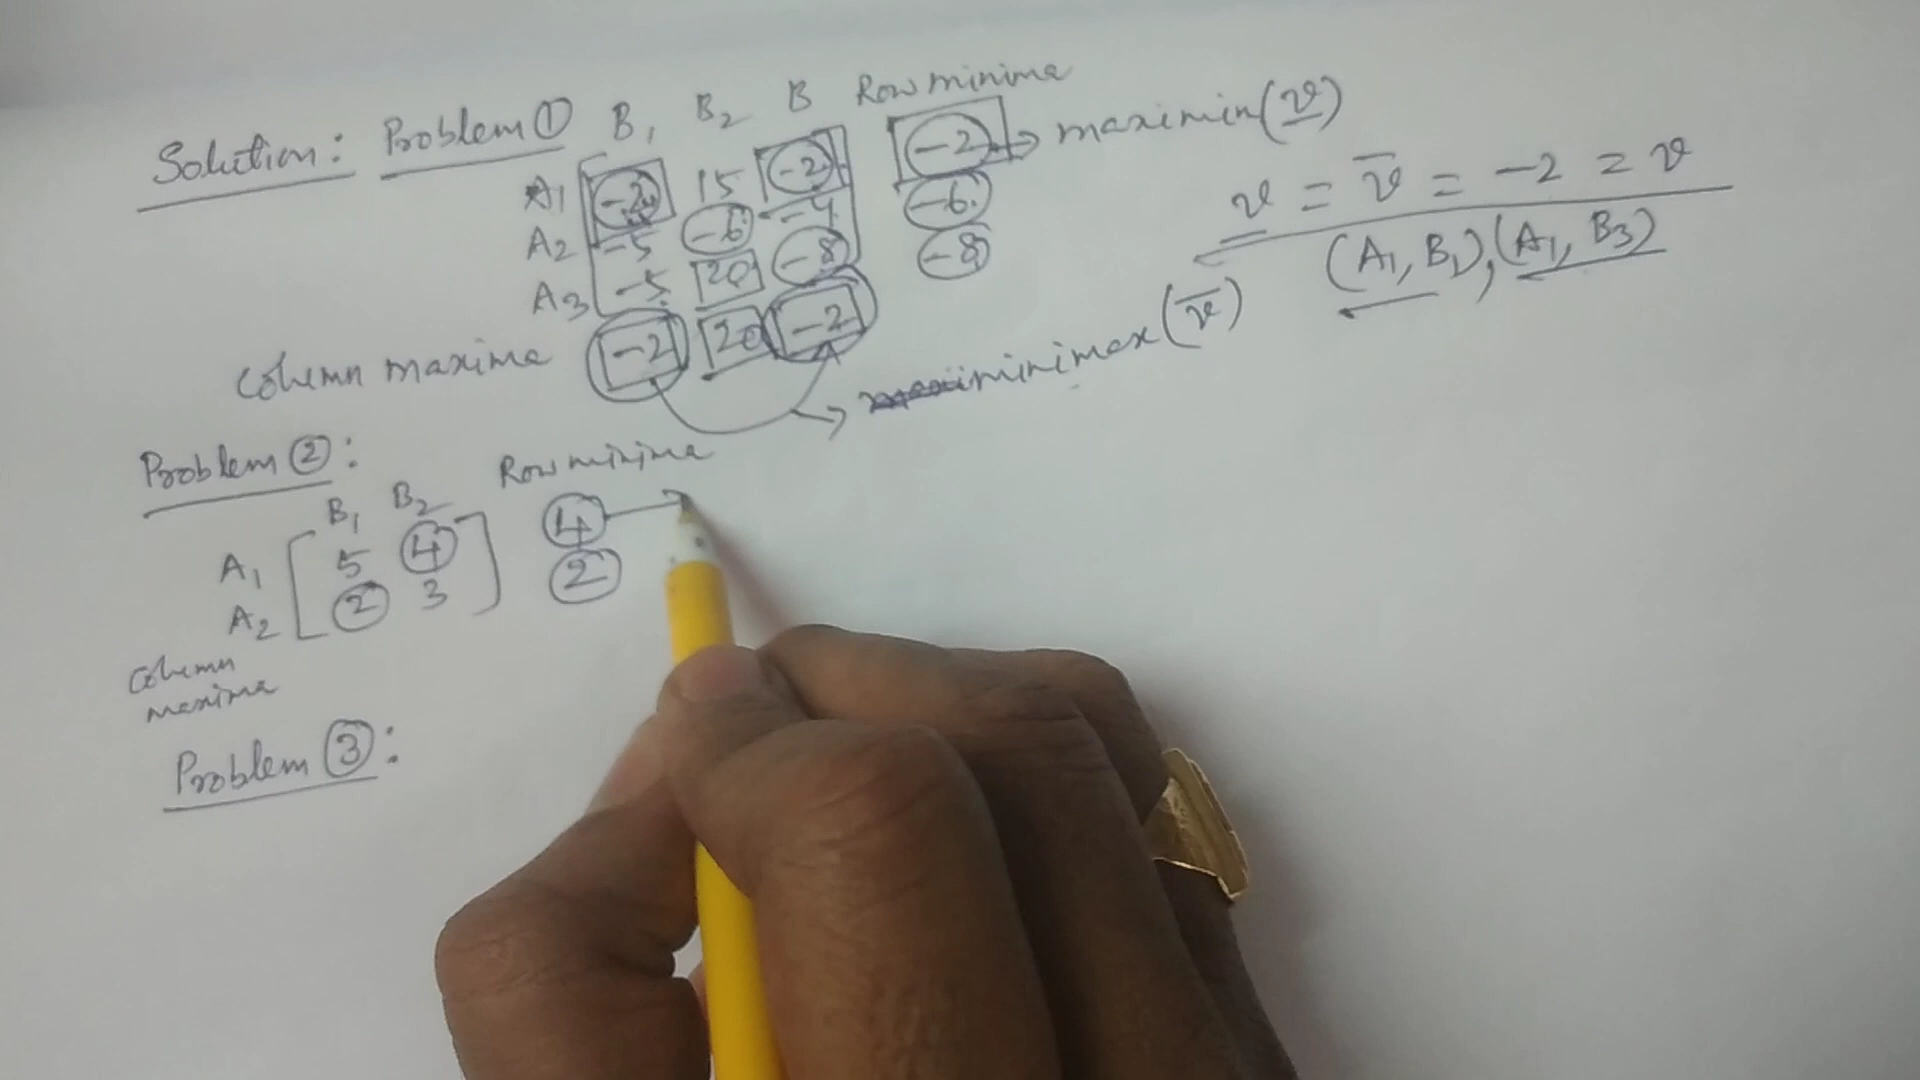 Solution: Problem ① B₁ B₂ B Row minima
A1 -2 15 -2 -2 → maximin(v̲)
A2 -5 -6 -4 -6
A3 -5 20 -8 -8
Column maxima -2 20 -2 → minimax(v̅)
v̲ = v̅ = -2 = v
(A₁, B₁), (A₁, B₃)
Problem ②:
B₁ B₂ Row minima
A₁ 5 4 4 →
A₂ 2 3 2
Column
maxima
Problem ③: